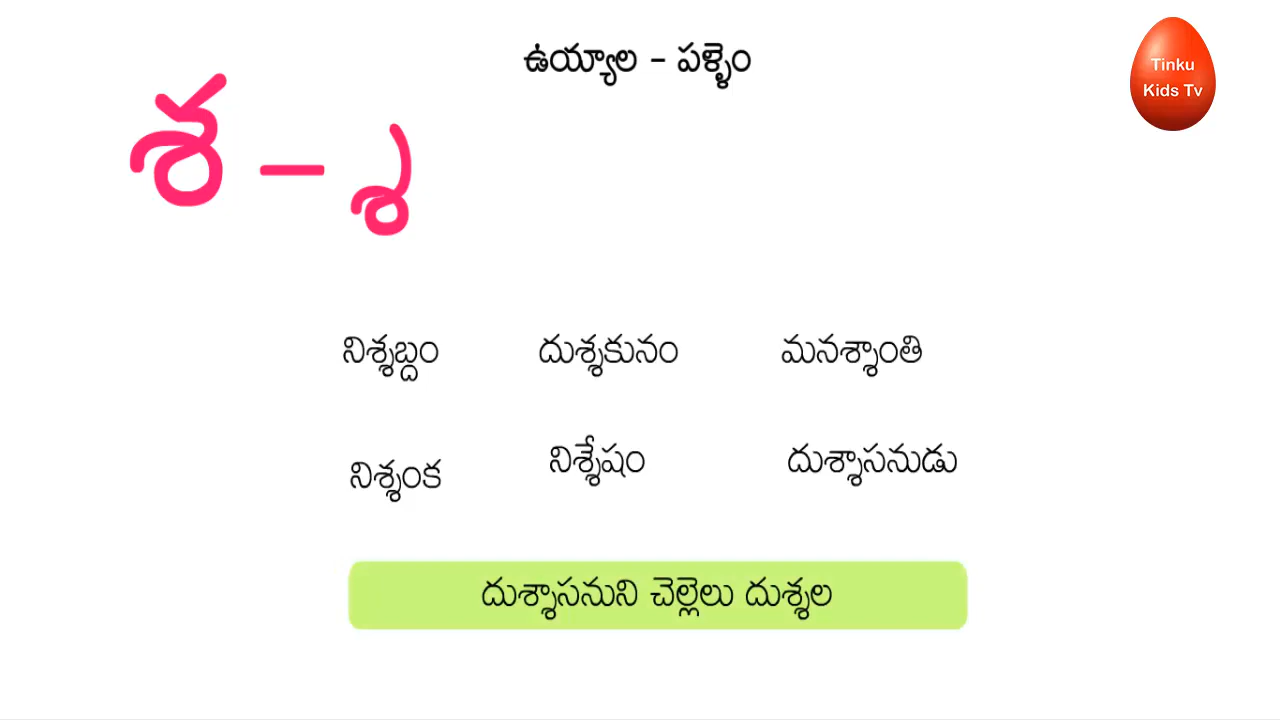 ఉయ్యాల - పళ్ళెం
Tinku
Kids Tv
శ - ్శ
నిశ్శబ్దం దుశ్శకునం మనశ్శాంతి
నిశ్శంక నిశ్శేషం దుశ్శాసనుడు
దుశ్శాసనుని చెల్లెలు దుశ్శల